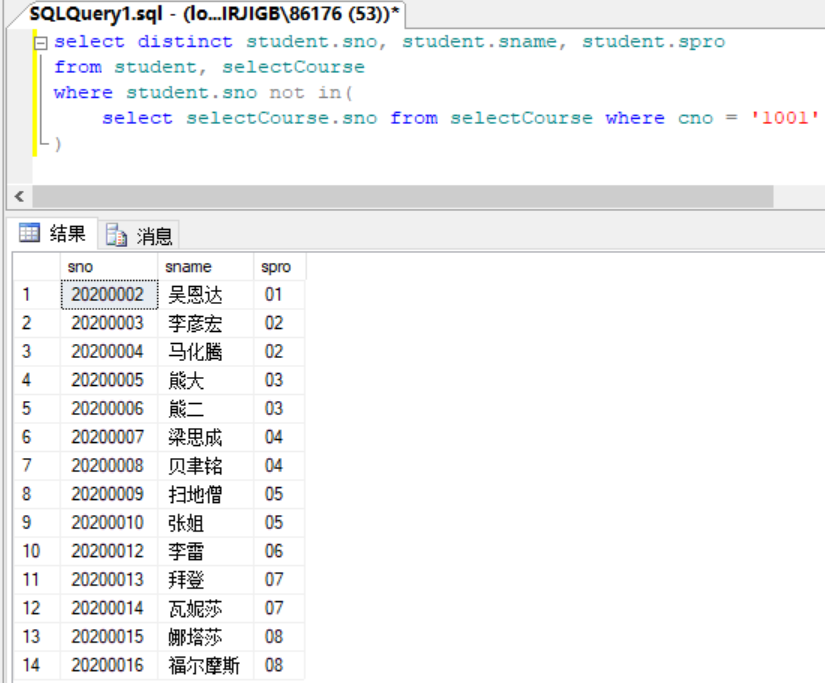 SQLQuery1.sql - (lo...IRJIGB\86176 (53))*
select distinct student.sno, student.sname, student.spro
from student, selectCourse
where student.sno not in(
select selectCourse.sno from selectCourse where cno = '1001'
)
结果 消息
sno sname spro
1 20200002 吴恩达 01
2 20200003 李彦宏 02
3 20200004 马化腾 02
4 20200005 熊大 03
5 20200006 熊二 03
6 20200007 梁思成 04
7 20200008 贝聿铭 04
8 20200009 扫地僧 05
9 20200010 张姐 05
10 20200012 李雷 06
11 20200013 拜登 07
12 20200014 瓦妮莎 07
13 20200015 娜塔莎 08
14 20200016 福尔摩斯 08